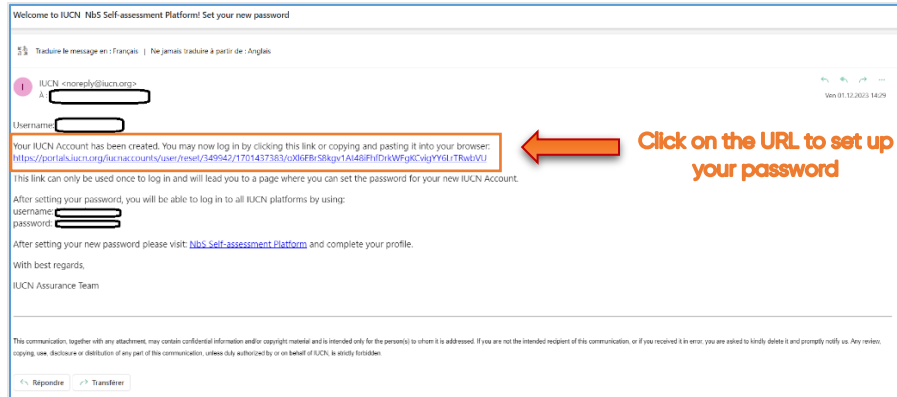 Welcome to IUCN NbS Self-assessment Platform! Set your new password
Traduire le message en : Français | Ne jamais traduire à partir de : Anglais
I
IUCN <noreply@iucn.org>
À :
Ven 01.12.2023 14:29
Username:
Your IUCN Account has been created. You may now log in by clicking this link or copying and pasting it into your browser:
https://portals.iucn.org/iucnaccounts/user/reset/349942/1701437383/
This link can only be used once to log in and will lead you to a page where you can set the password for your new IUCN Account.
Click on the URL to set up
your password
After setting your password, you will be able to log in to all IUCN platforms by using:
username:
password:
After setting your new password please visit: NbS Self-assessment Platform and complete your profile.
With best regards,
IUCN Assurance Team
This communication, together with any attachment, may contain confidential information and/or copyright material and is intended only for the person(s) to whom it is addressed. If you are not the intended recipient of this communication, or if you received it in error, you are asked to kindly delete it and promptly notify us. Any review,
copying, use, disclosure or distribution of any part of this communication, unless duly authorized by or on behalf of IUCN, is strictly forbidden
Répondre
Transférer